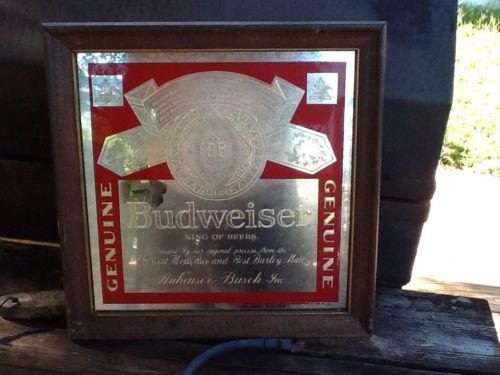 GENUINE
Budweiser
KING OF BEERS.
Brewed by our original process from the
Choicest Hops, Rice and Best Barley Malt
Anheuser-Busch, Inc.
GENUINE